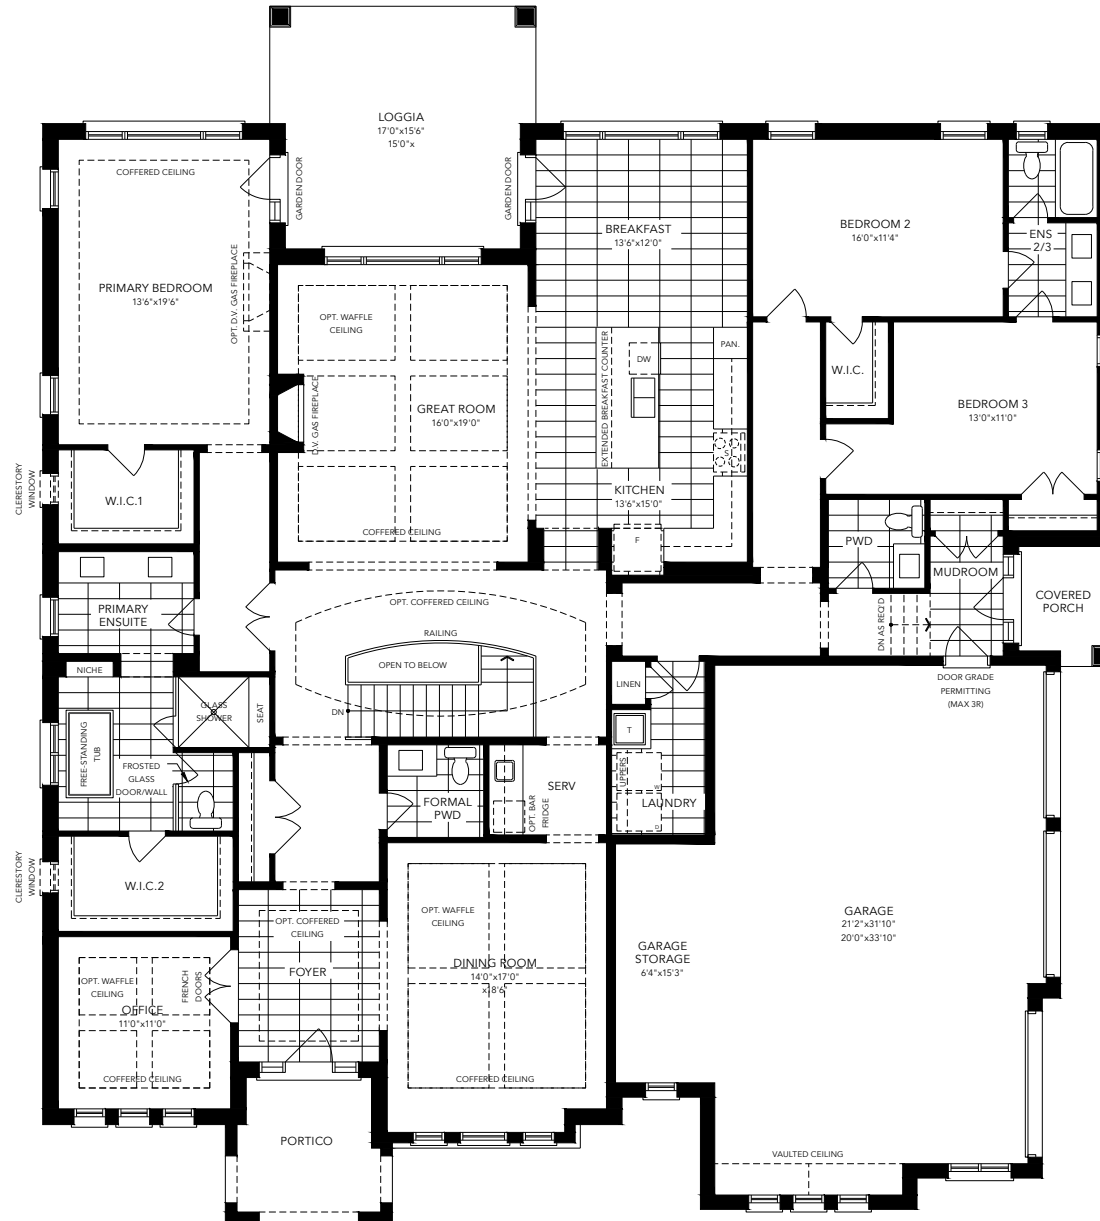 LOGGIA
17'0"x15'6"
15'0"x
COFFERED CEILING
GARDEN DOOR
GARDEN DOOR
BREAKFAST
13'6"x12'0"
BEDROOM 2
16'0"x11'4"
ENS
2/3
PRIMARY BEDROOM
13'6"x19'6"
OPT. D.V. GAS FIREPLACE
OPT. WAFFLE
CEILING
EXTENDED BREAKFAST COUNTER
DW
PAN.
W.I.C.
D.V. GAS FIREPLACE
GREAT ROOM
16'0"x19'0"
BEDROOM 3
13'0"x11'0"
S
CLERESTORY
WINDOW
W.I.C.1
KITCHEN
13'6"x15'0"
COFFERED CEILING
F
PWD
MUDROOM
PRIMARY
ENSUITE
OPT. COFFERED CEILING
RAILING
COVERED
PORCH
DN AS REQ'D
NICHE
OPEN TO BELOW
LINEN
DOOR GRADE
PERMITTING
(MAX 3R)
GLASS
SHOWER
SEAT
DN
T
FREE-STANDING
TUB
FROSTED
GLASS
DOOR/WALL
FORMAL
PWD
SERV
OPT. BAR
FRIDGE
UPPERS
W
LAUNDRY
D
CLERESTORY
WINDOW
W.I.C.2
OPT. COFFERED
CEILING
OPT. WAFFLE
CEILING
GARAGE
21'2"x31'10"
20'0"x33'10"
GARAGE
STORAGE
6'4"x15'3"
FOYER
DINING ROOM
14'0"x17'0"
x18'6"
OPT. WAFFLE
CEILING
FRENCH
DOORS
OFFICE
11'0"x11'0"
COFFERED CEILING
COFFERED CEILING
PORTICO
VAULTED CEILING